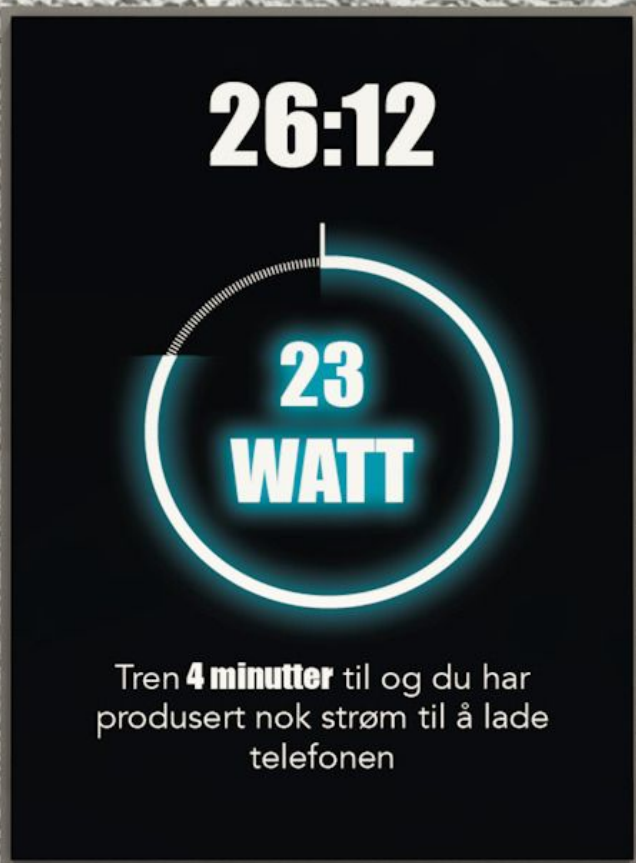 26:12
23
WATT
Tren 4 minutter til og du har
produsert nok strøm til å lade
telefonen